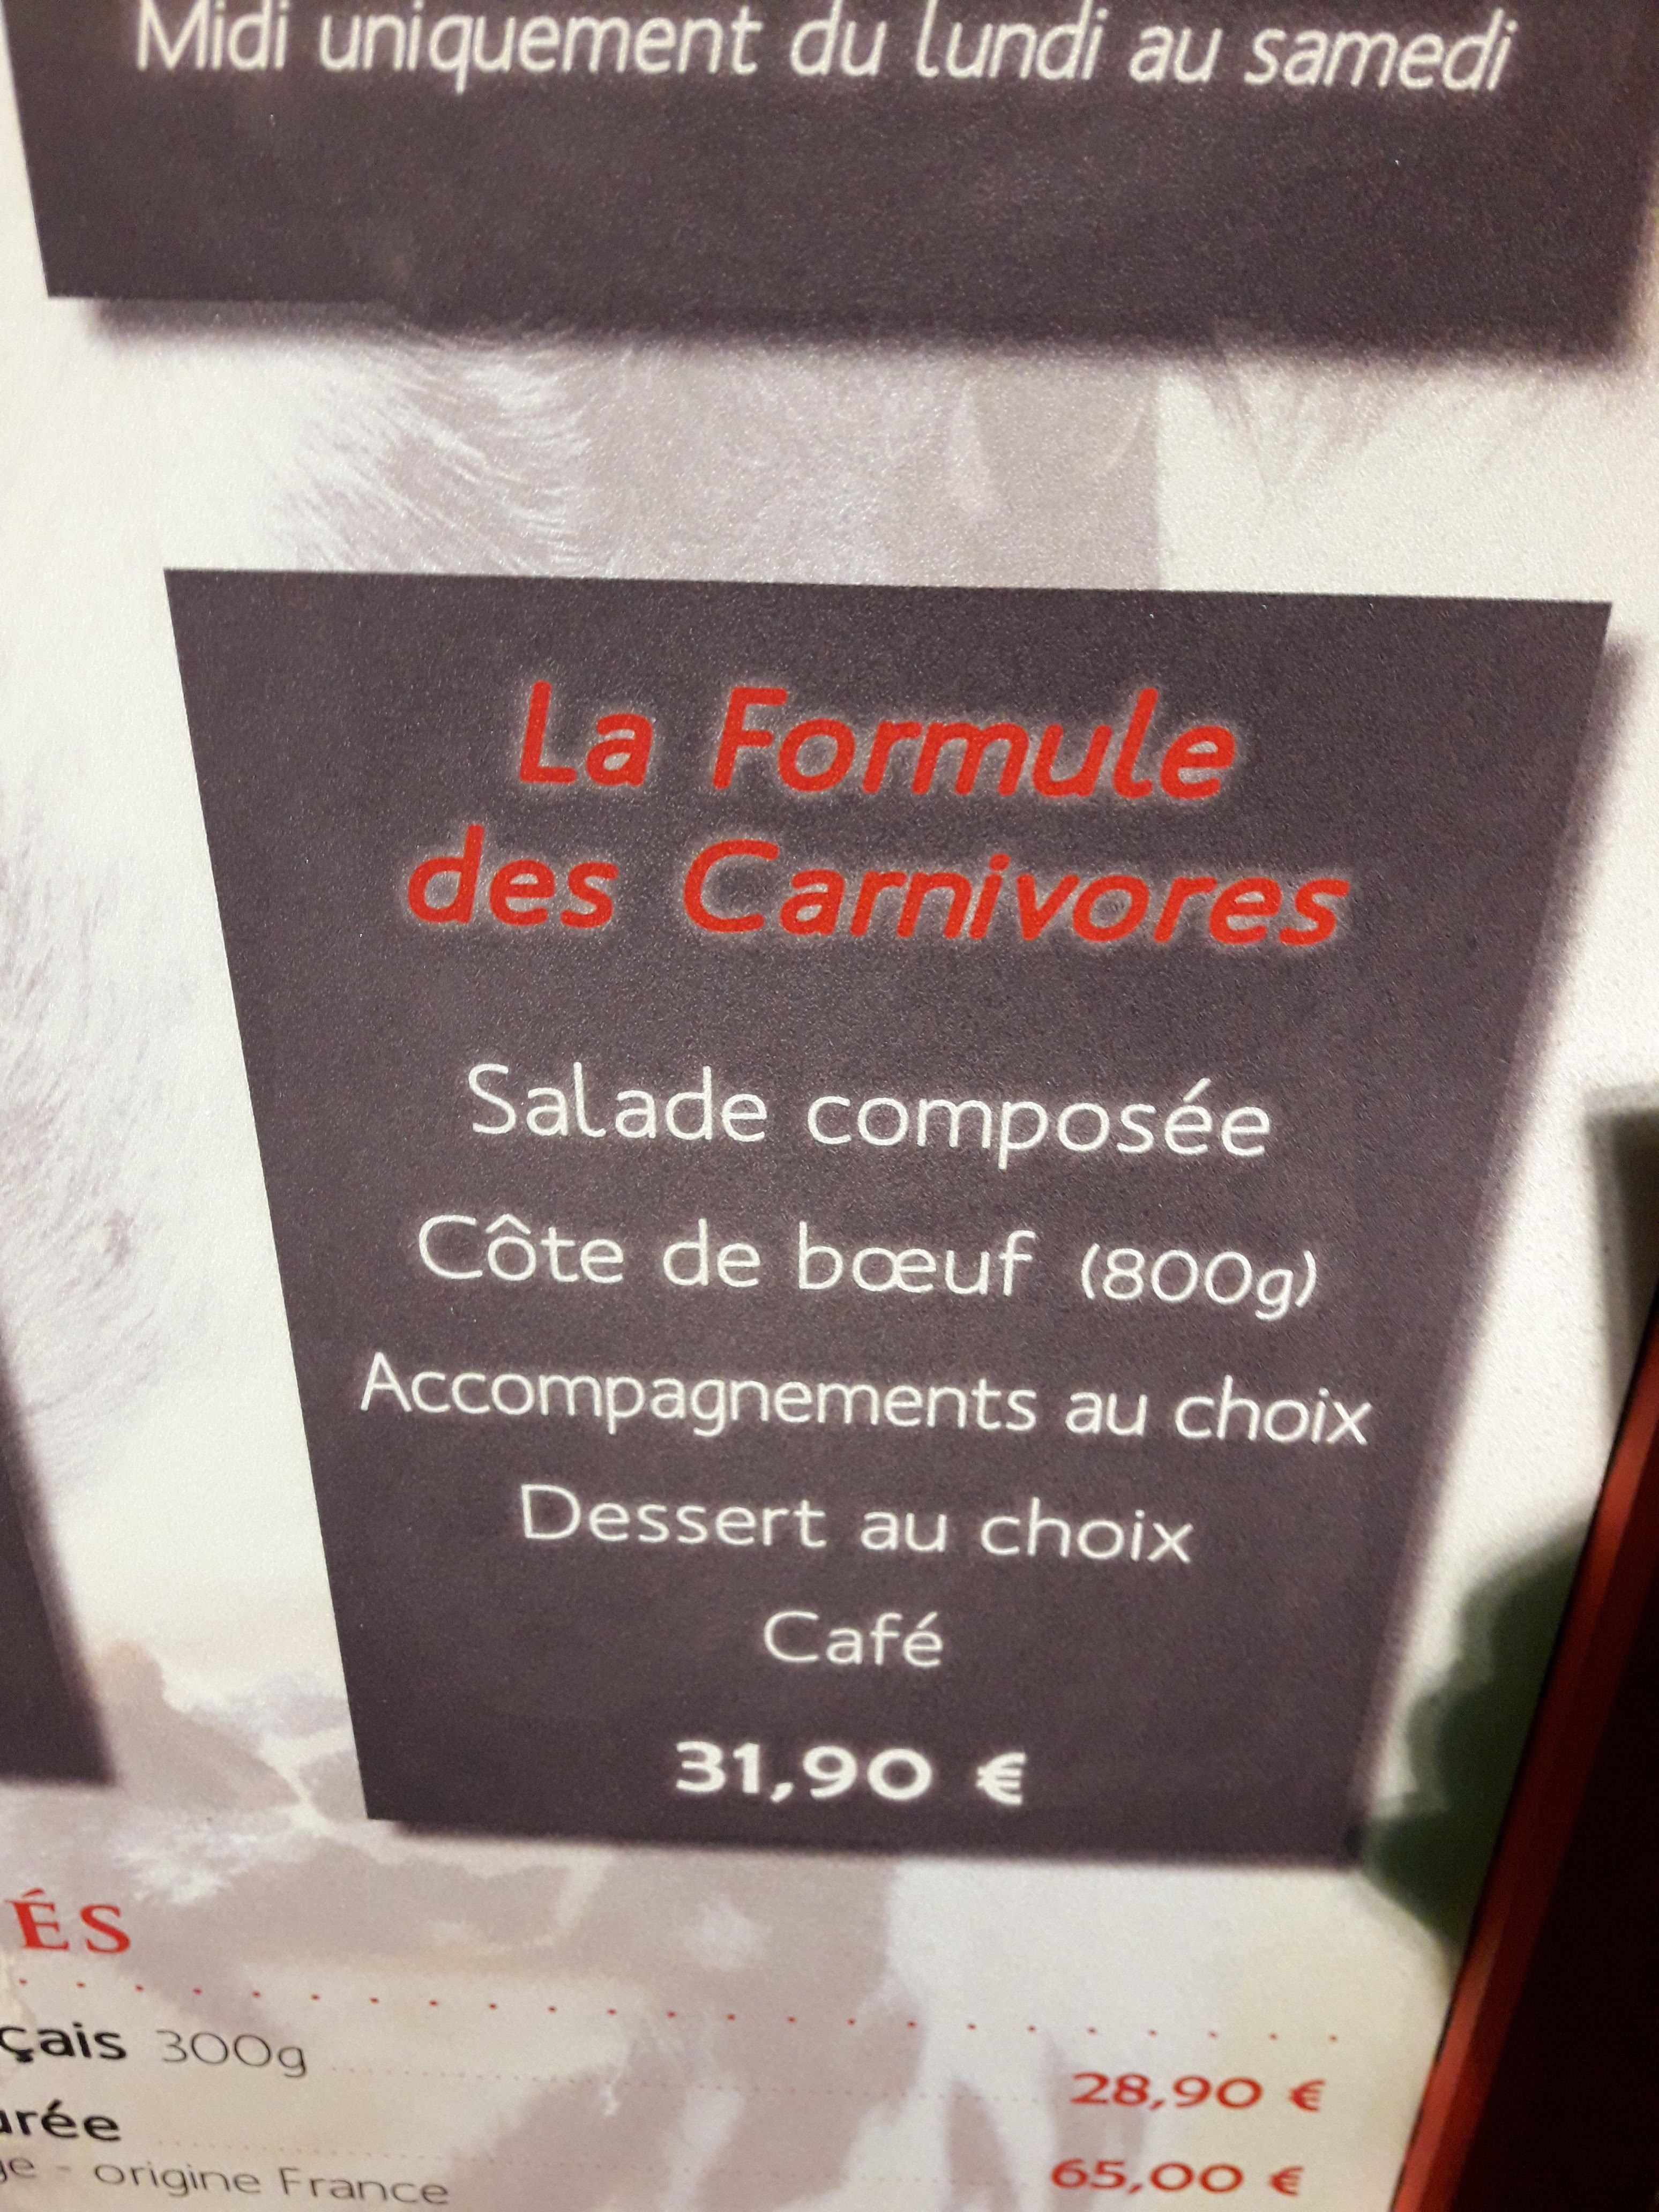 Midi uniquement du lundi au samedi
La Formule
des Carnivores
Salade composée
Côte de bœuf (800g)
Accompagnements au choix
Dessert au choix
Café
31,90 €
ÉS
çais 300g 28,90 €
urée 65,00 €
ge - origine France